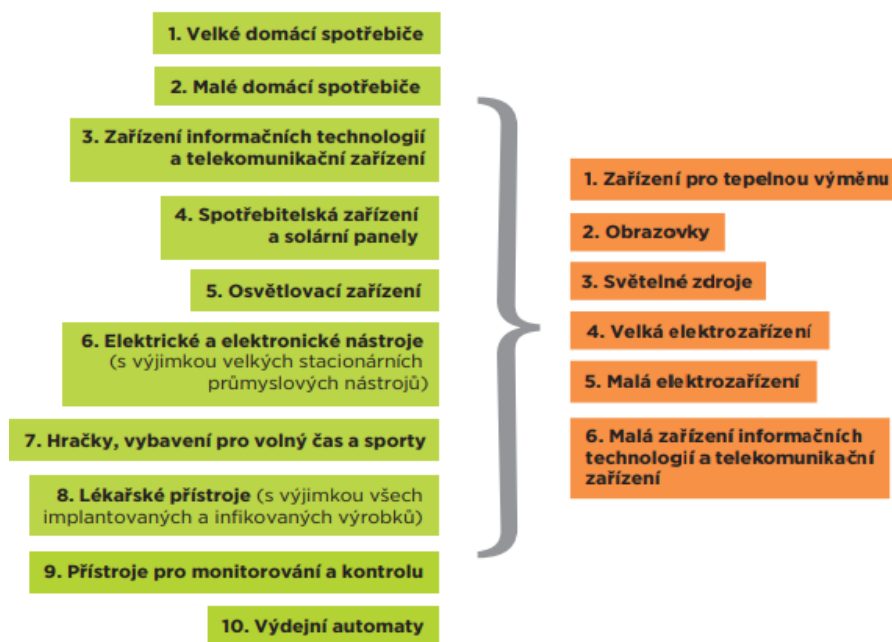 1. Velké domácí spotřebiče
2. Malé domácí spotřebiče
3. Zařízení informačních technologií
a telekomunikační zařízení
4. Spotřebitelská zařízení
a solární panely
5. Osvětlovací zařízení
6. Elektrické a elektronické nástroje
(s výjimkou velkých stacionárních
průmyslových nástrojů)
7. Hračky, vybavení pro volný čas a sporty
8. Lékařské přístroje (s výjimkou všech
implantovaných a infikovaných výrobků)
9. Přístroje pro monitorování a kontrolu
10. Výdejní automaty
1. Zařízení pro tepelnou výměnu
2. Obrazovky
3. Světelné zdroje
4. Velká elektrozařízení
5. Malá elektrozařízení
6. Malá zařízení informačních
technologií a telekomunikační
zařízení